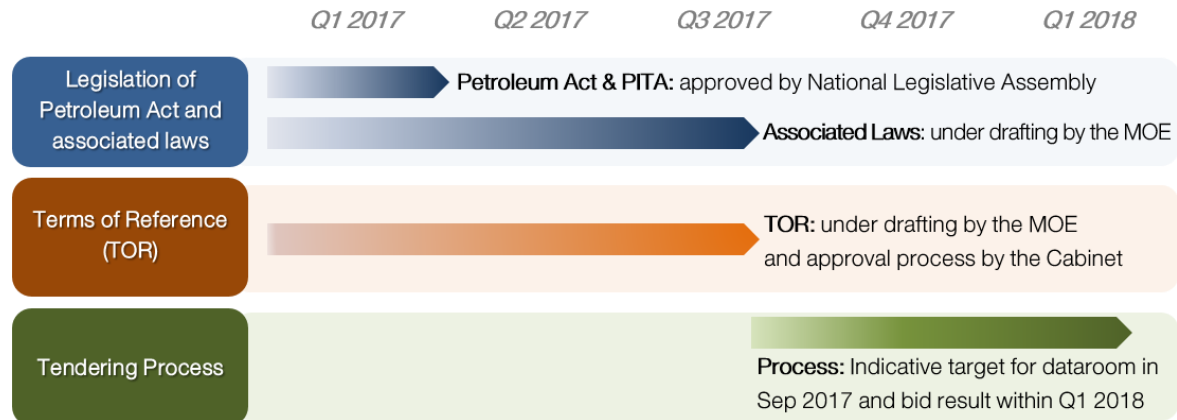 Q1 2017 Q2 2017 Q3 2017 Q4 2017 Q1 2018
Legislation of
Petroleum Act and
associated laws
Petroleum Act & PITA: approved by National Legislative Assembly
Associated Laws: under drafting by the MOE
Terms of Reference
(TOR)
TOR: under drafting by the MOE
and approval process by the Cabinet
Tendering Process
Process: Indicative target for dataroom in
Sep 2017 and bid result within Q1 2018